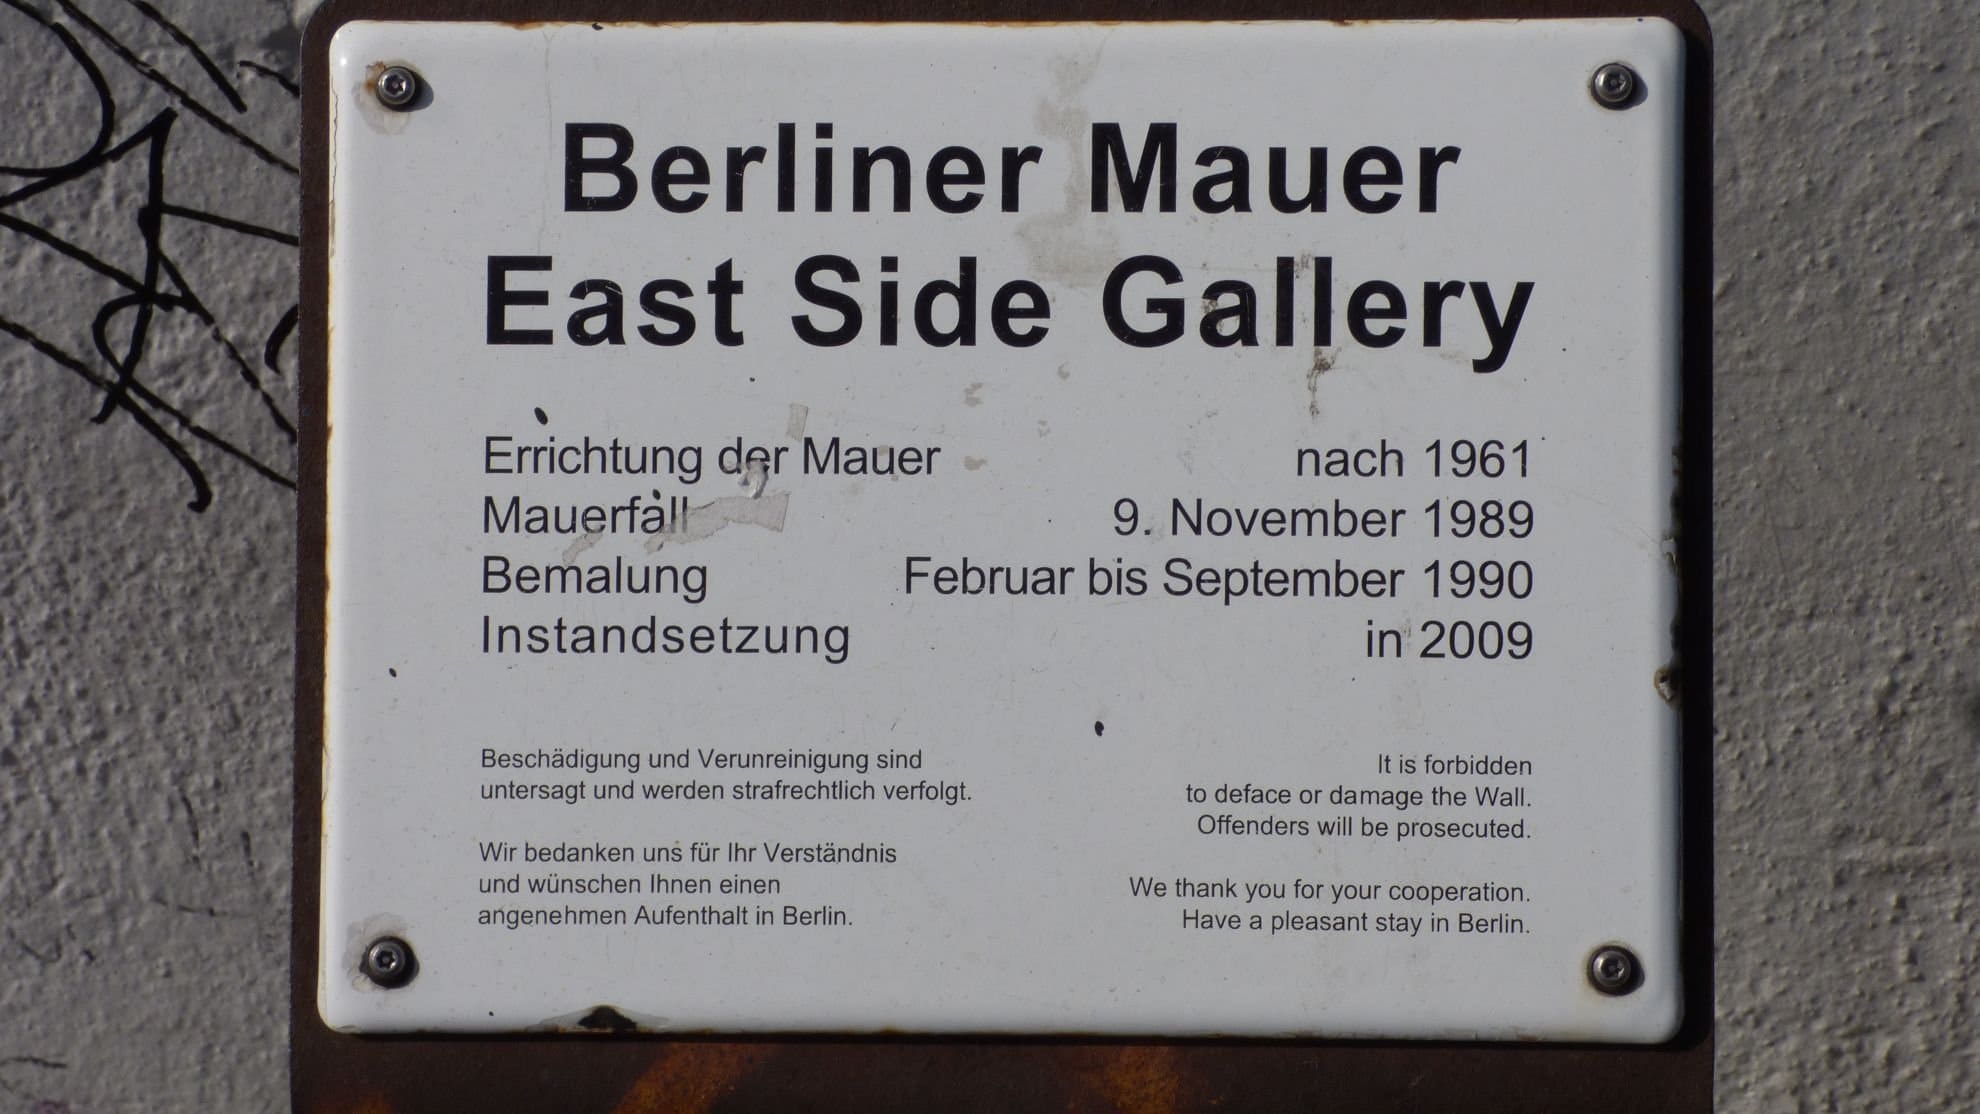 Berliner Mauer
East Side Gallery
Errichtung der Mauer nach 1961
Mauerfall 9. November 1989
Bemalung Februar bis September 1990
Instandsetzung in 2009
Beschädigung und Verunreinigung sind
untersagt und werden strafrechtlich verfolgt.
Wir bedanken uns für Ihr Verständnis
und wünschen Ihnen einen
angenehmen Aufenthalt in Berlin.
It is forbidden
to deface or damage the Wall.
Offenders will be prosecuted.
We thank you for your cooperation.
Have a pleasant stay in Berlin.